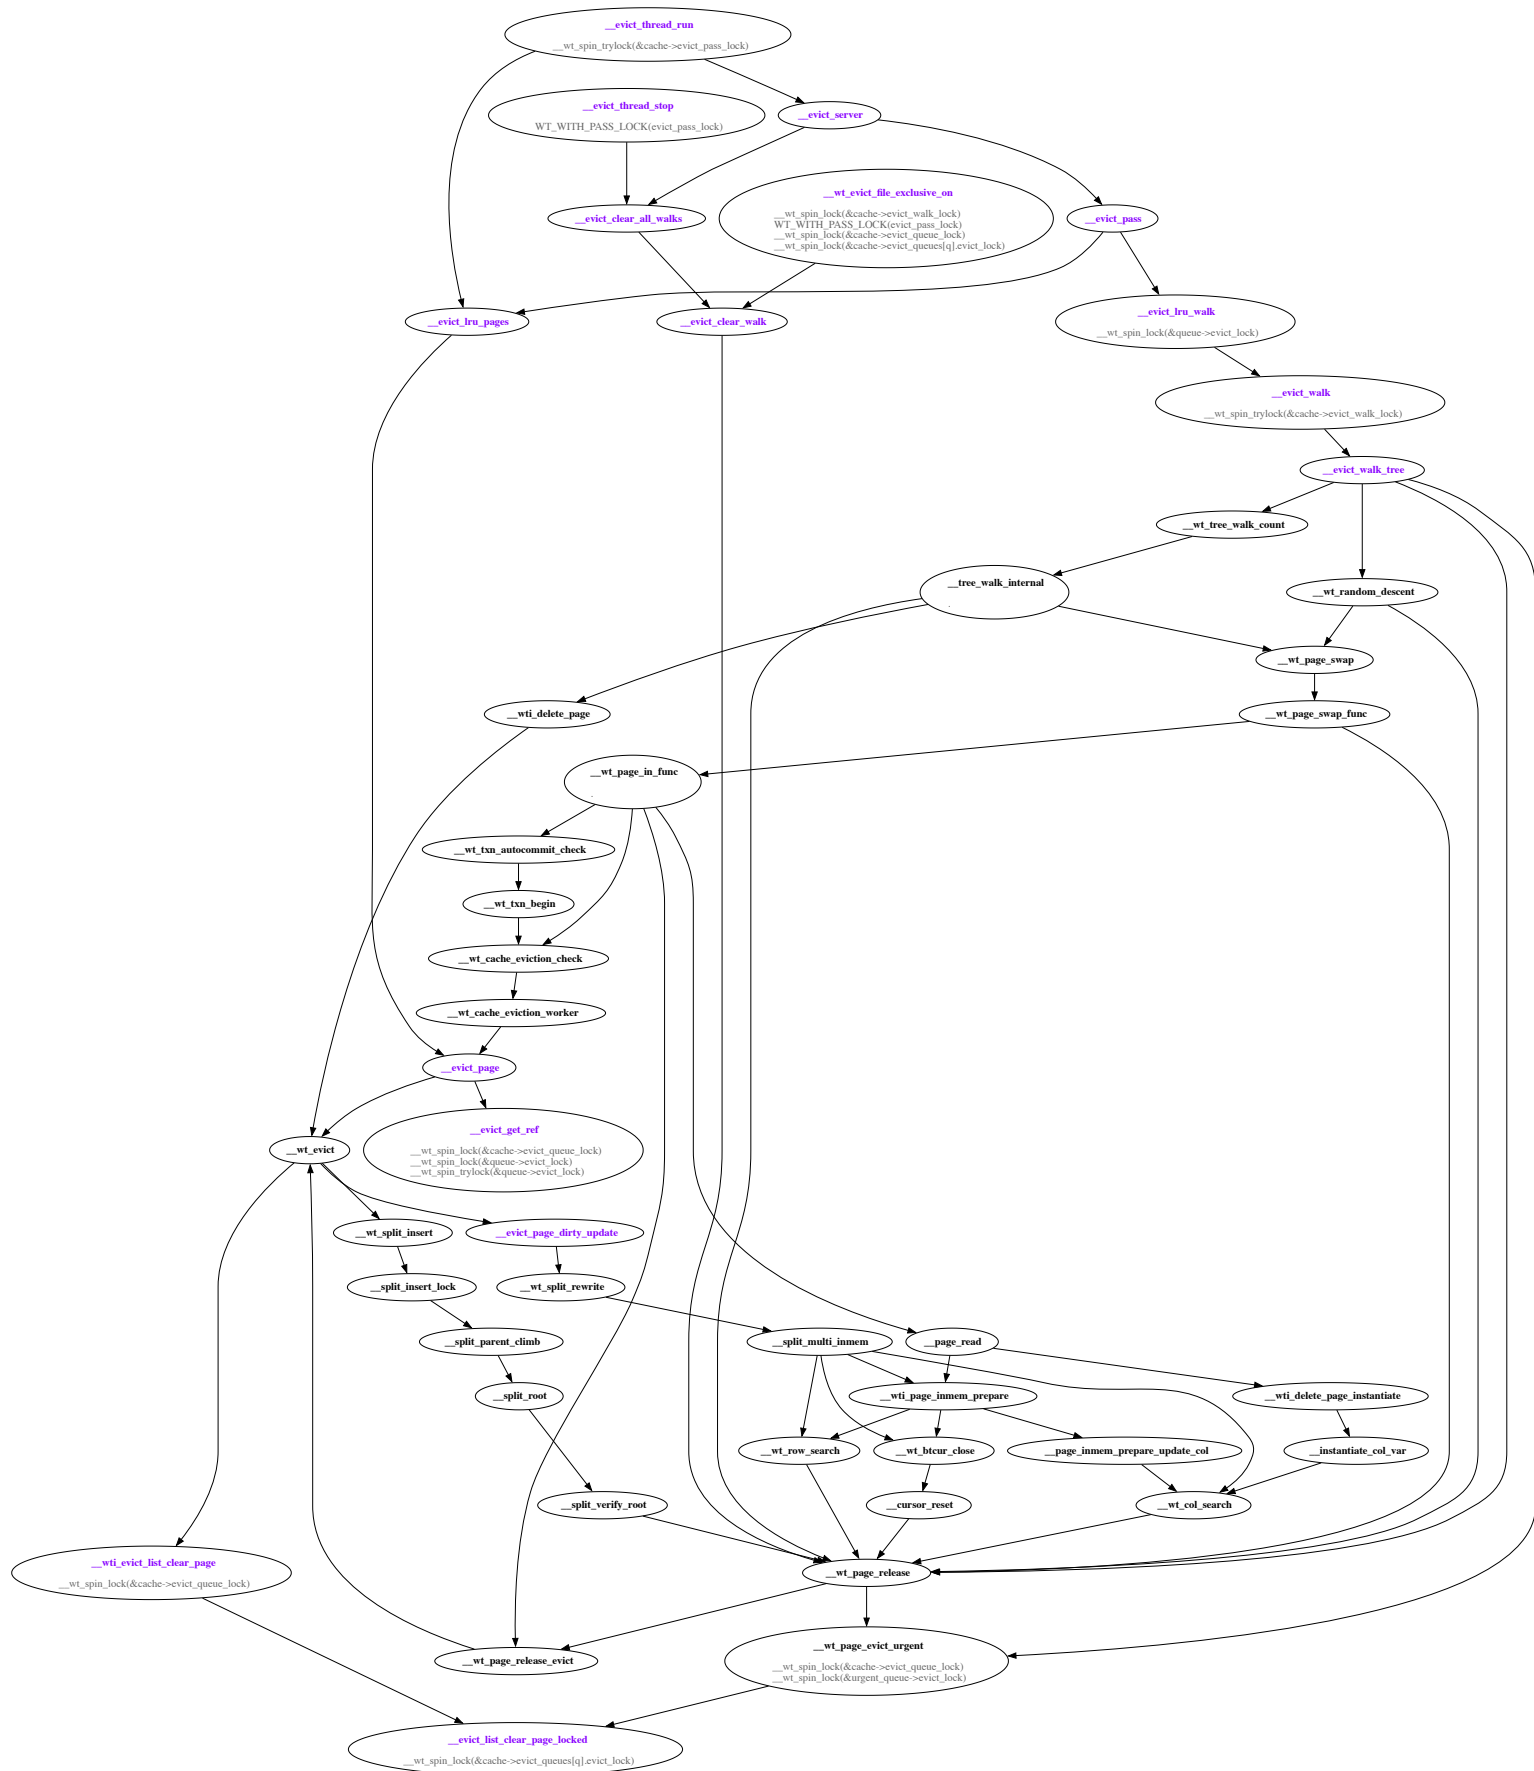 __evict_thread_run
__wt_spin_trylock(&cache->evict_pass_lock)
__evict_thread_stop
WT_WITH_PASS_LOCK(evict_pass_lock)
__evict_server
__wt_evict_file_exclusive_on
__wt_spin_lock(&cache->evict_walk_lock)
WT_WITH_PASS_LOCK(evict_pass_lock)
__wt_spin_lock(&cache->evict_queue_lock)
__wt_spin_lock(&cache->evict_queues[q].evict_lock)
__evict_clear_all_walks
__evict_pass
__evict_lru_pages
__evict_clear_walk
__evict_lru_walk
__wt_spin_lock(&queue->evict_lock)
__evict_walk
__wt_spin_trylock(&cache->evict_walk_lock)
__evict_walk_tree
__wt_tree_walk_count
__tree_walk_internal
.
__wt_random_descent
__wt_page_swap
__wti_delete_page
__wt_page_swap_func
__wt_page_in_func
.
__wt_txn_autocommit_check
__wt_txn_begin
__wt_cache_eviction_check
__wt_cache_eviction_worker
__evict_page
__evict_get_ref
__wt_spin_lock(&cache->evict_queue_lock)
__wt_spin_lock(&queue->evict_lock)
__wt_spin_trylock(&queue->evict_lock)
__wt_evict
__wt_split_insert
__evict_page_dirty_update
__split_insert_lock
__wt_split_rewrite
__split_parent_climb
__split_multi_inmem
__page_read
__split_root
__wti_page_inmem_prepare
__wti_delete_page_instantiate
__wt_row_search
__wt_btcur_close
__page_inmem_prepare_update_col
__instantiate_col_var
__split_verify_root
__cursor_reset
__wt_col_search
__wti_evict_list_clear_page
__wt_spin_lock(&cache->evict_queue_lock)
__wt_page_release
__wt_page_release_evict
__wt_page_evict_urgent
__wt_spin_lock(&cache->evict_queue_lock)
__wt_spin_lock(&urgent_queue->evict_lock)
__evict_list_clear_page_locked
__wt_spin_lock(&cache->evict_queues[q].evict_lock)